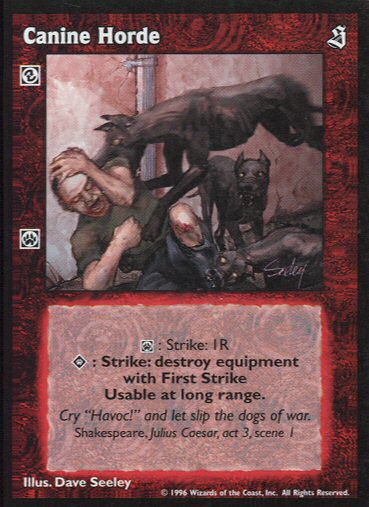 Canine Horde
Seeley
: Strike: 1R
: Strike: destroy equipment
with First Strike
Usable at long range.
Cry "Havoc!" and let slip the dogs of war.
Shakespeare, Julius Caesar, act 3, scene 1
Illus. Dave Seeley
© 1996 Wizards of the Coast, Inc. All Rights Reserved.